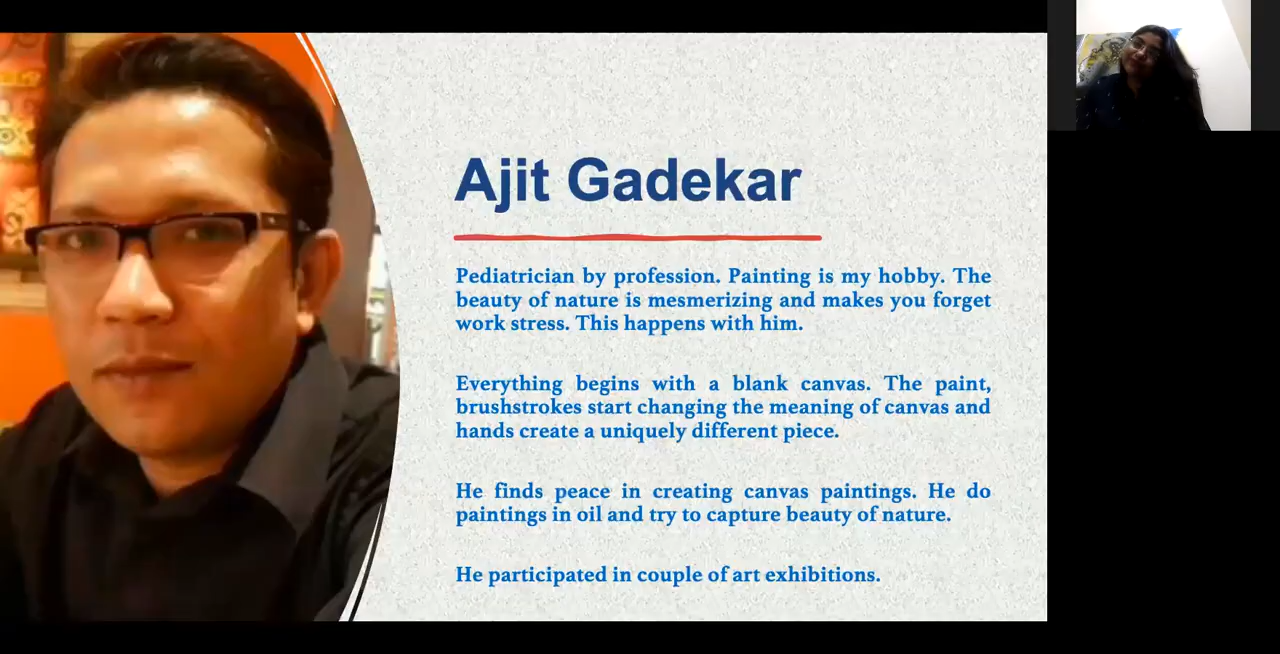 Ajit Gadekar
Pediatrician by profession. Painting is my hobby. The
beauty of nature is mesmerizing and makes you forget
work stress. This happens with him.
Everything begins with a blank canvas. The paint,
brushstrokes start changing the meaning of canvas and
hands create a uniquely different piece.
He finds peace in creating canvas paintings. He do
paintings in oil and try to capture beauty of nature.
He participated in couple of art exhibitions.